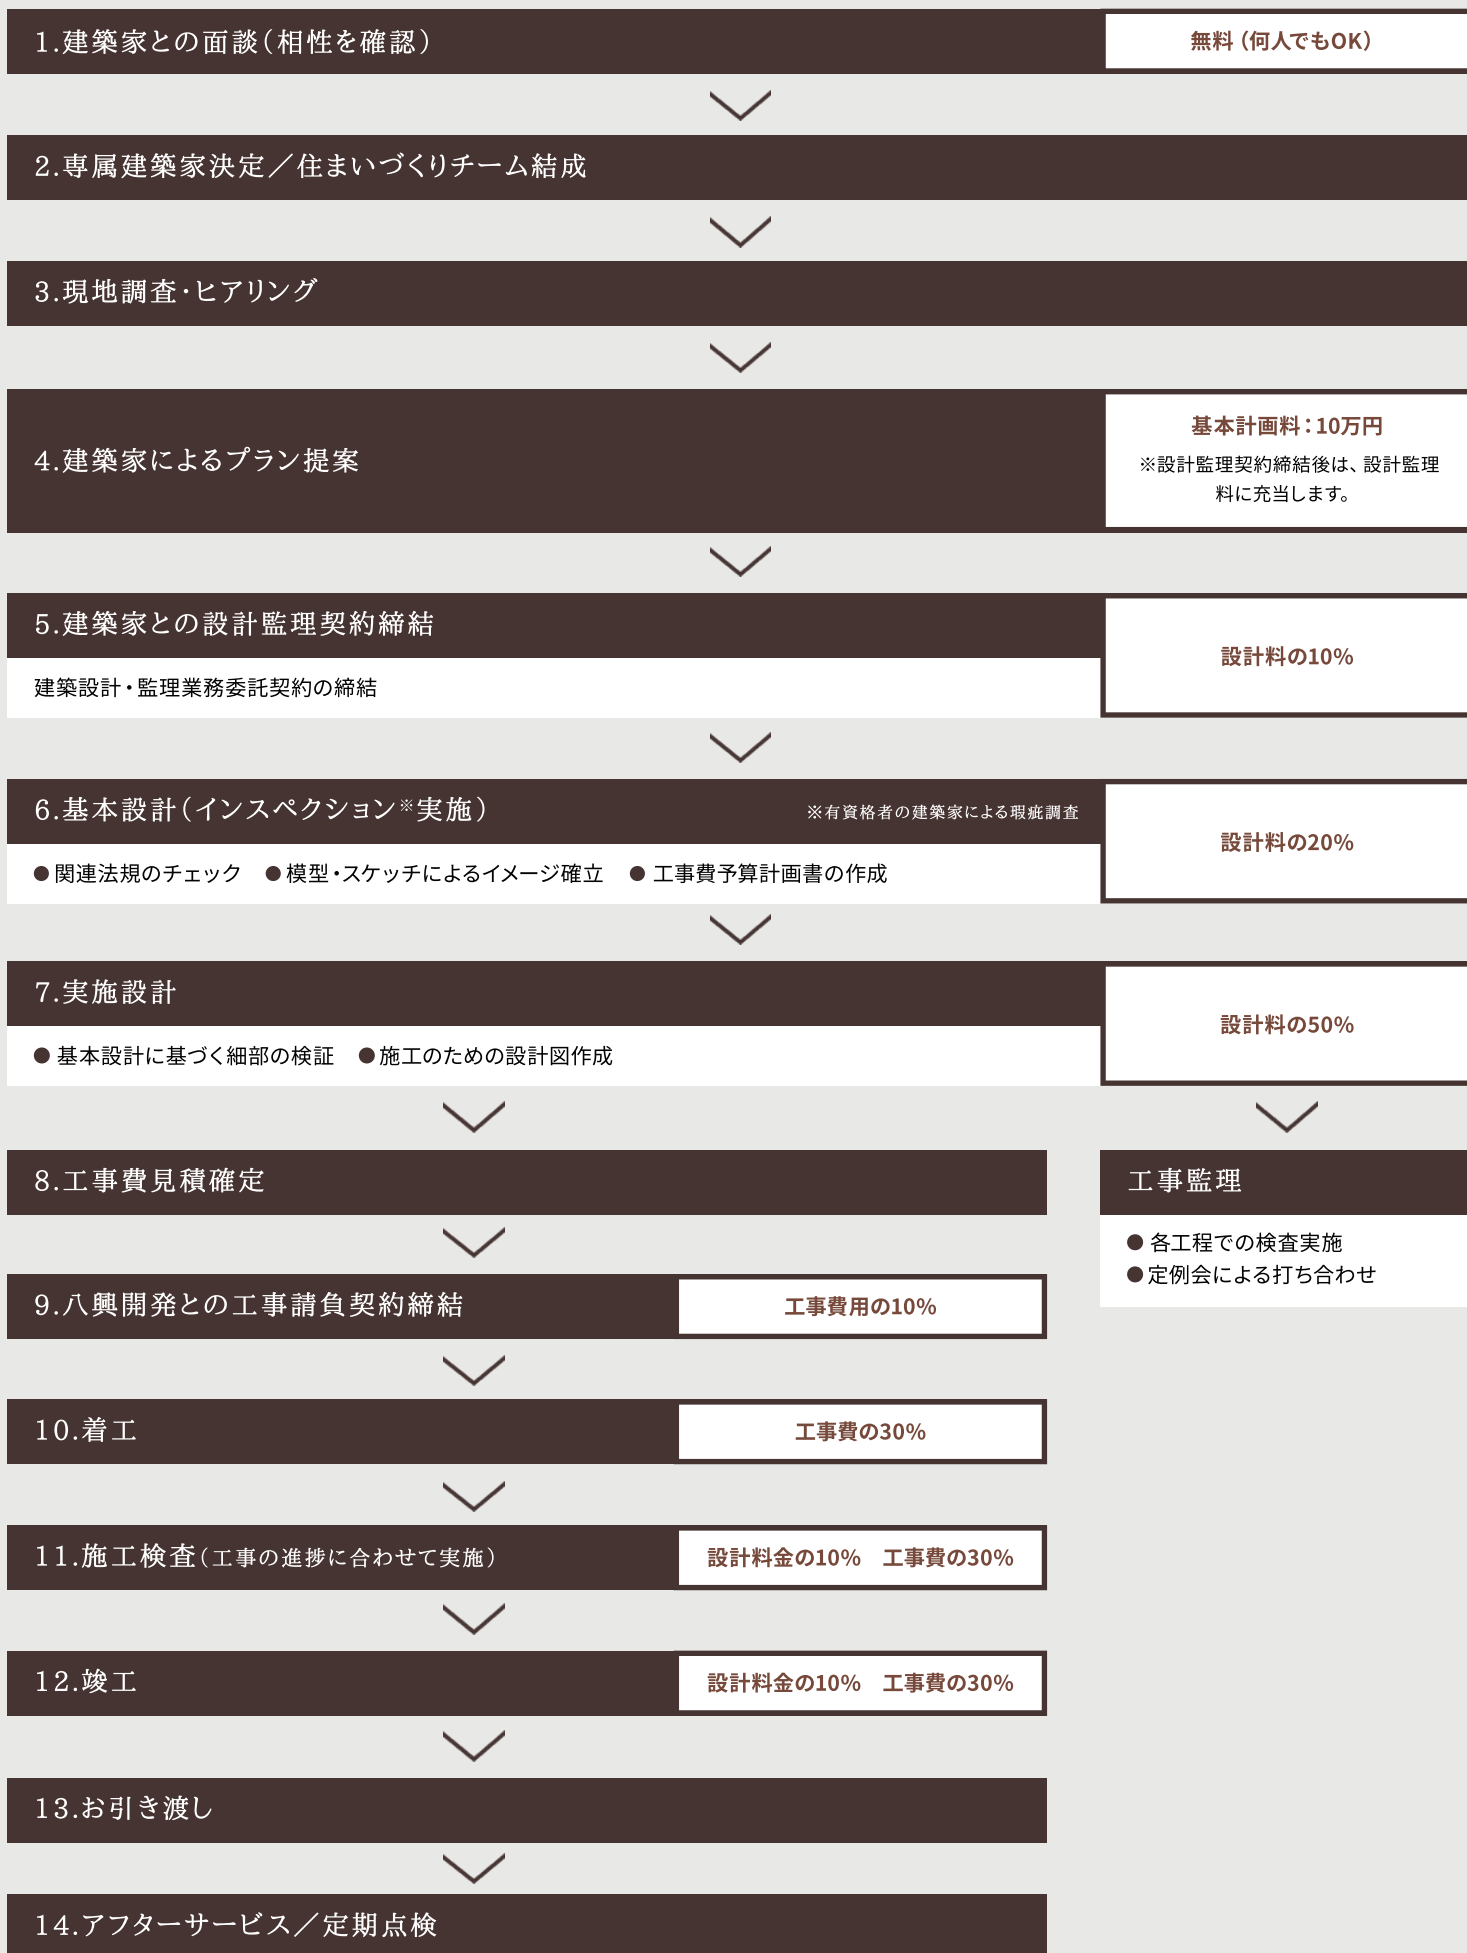 1.建築家との面談（相性を確認）
無料（何人でもOK）
2.専属建築家決定／住まいづくりチーム結成
3.現地調査・ヒアリング
4.建築家によるプラン提案
基本計画料：10万円
※設計監理契約締結後は、設計監理
料に充当します。
5.建築家との設計監理契約締結
建築設計・監理業務委託契約の締結
設計料の10%
6.基本設計（インスペクション※実施）
※有資格者の建築家による瑕疵調査
●関連法規のチェック ●模型・スケッチによるイメージ確立 ● 工事費予算計画書の作成
設計料の20%
7.実施設計
● 基本設計に基づく細部の検証 ●施工のための設計図作成
設計料の50%
8.工事費見積確定
工事監理
● 各工程での検査実施
●定例会による打ち合わせ
9.八興開発との工事請負契約締結
工事費用の10%
10.着工
工事費の30%
11.施工検査（工事の進捗に合わせて実施）
設計料金の10%　工事費の30%
12.竣工
設計料金の10%　工事費の30%
13.お引き渡し
14.アフターサービス／定期点検